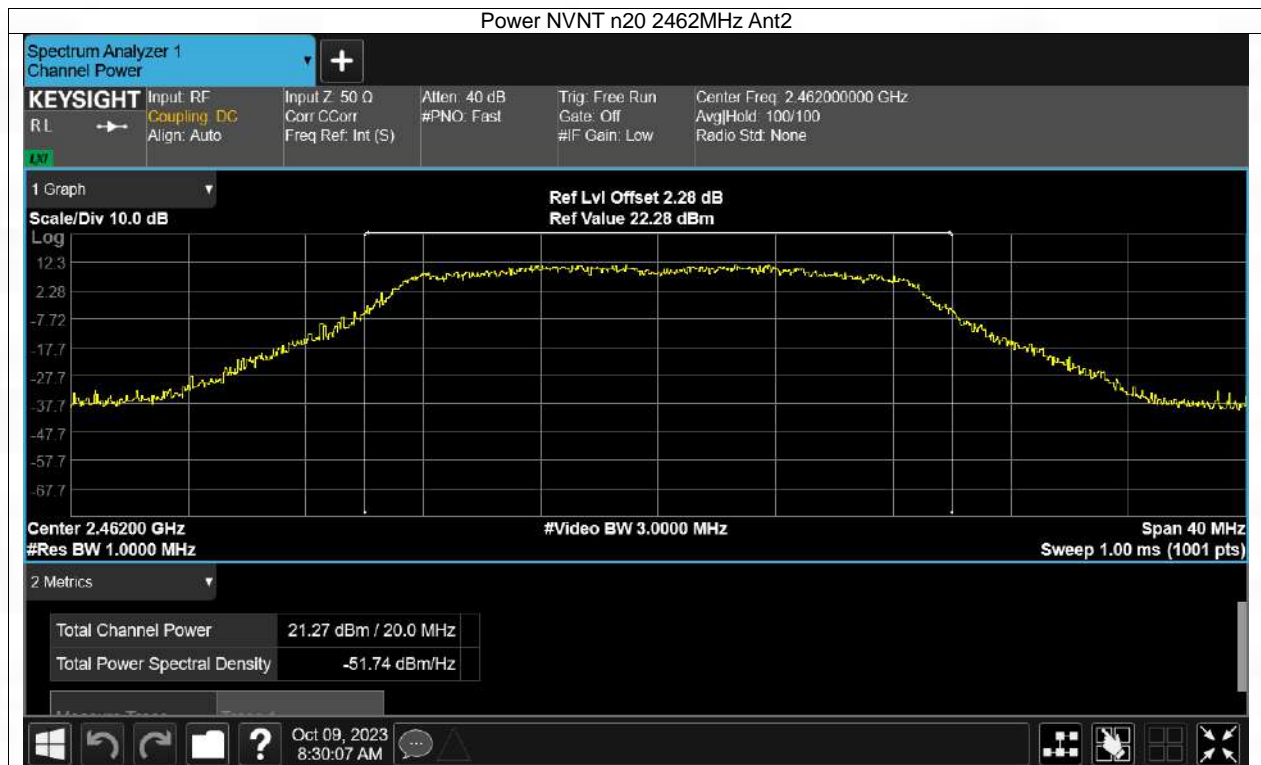 Power NVNT n20 2462MHz Ant2
Spectrum Analyzer 1
Channel Power
KEYSIGHT
RL
LXI
Input: RF
Coupling: DC
Align: Auto
Input Z: 50 Ω
Corr CCorr
Freq Ref: Int (S)
Atten: 40 dB
#PNO: Fast
Trig: Free Run
Gate: Off
#IF Gain: Low
Center Freq: 2.462000000 GHz
Avg|Hold: 100/100
Radio Std: None
1 Graph
Scale/Div 10.0 dB
Ref Lvl Offset 2.28 dB
Ref Value 22.28 dBm
Log
12.3
2.28
-7.72
-17.7
-27.7
-37.7
-47.7
-57.7
-67.7
Center 2.46200 GHz
#Video BW 3.0000 MHz
Span 40 MHz
#Res BW 1.0000 MHz
Sweep 1.00 ms (1001 pts)
2 Metrics
Total Channel Power 21.27 dBm / 20.0 MHz
Total Power Spectral Density -51.74 dBm/Hz
?
Oct 09, 2023
8:30:07 AM